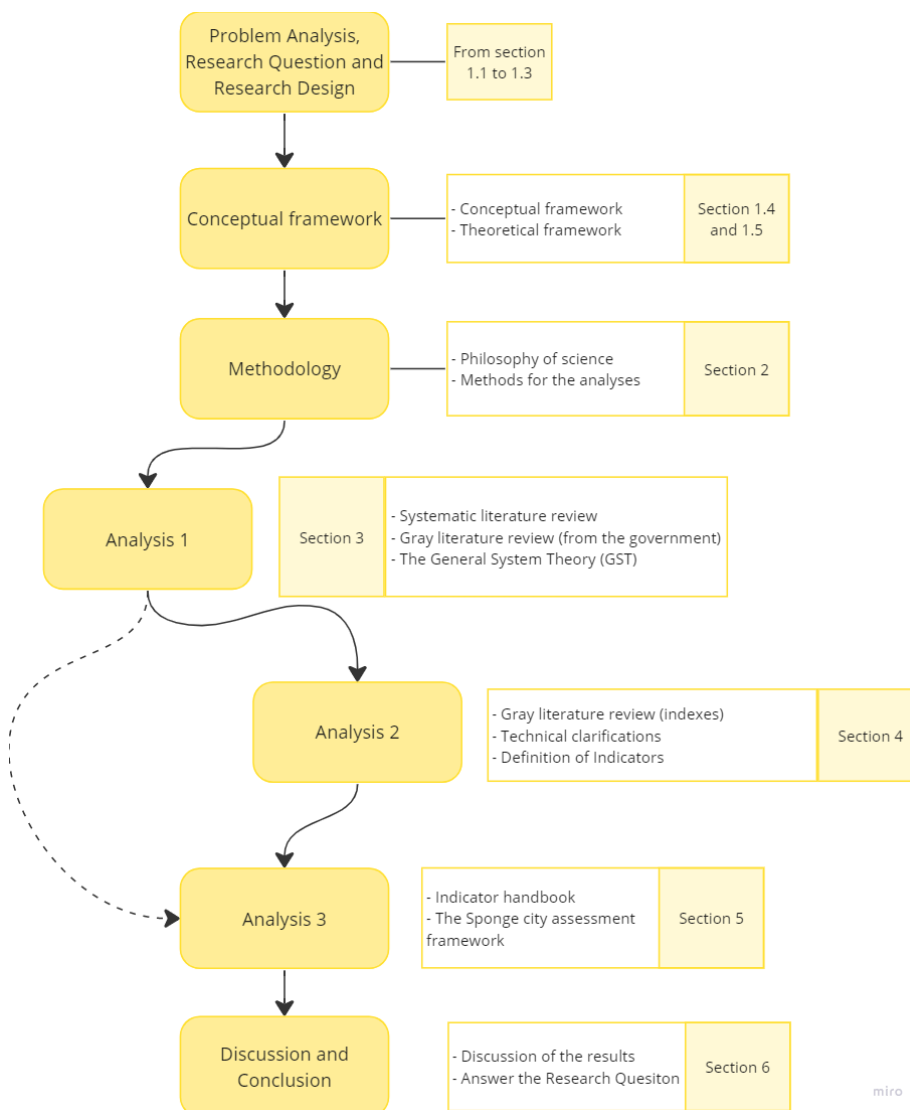 Problem Analysis,
Research Question and
Research Design
From section
1.1 to 1.3
Conceptual framework
- Conceptual framework
- Theoretical framework
Section 1.4
and 1.5
Methodology
- Philosophy of science
- Methods for the analyses
Section 2
Analysis 1
Section 3
- Systematic literature review
- Gray literature review (from the government)
- The General System Theory (GST)
Analysis 2
- Gray literature review (indexes)
- Technical clarifications
- Definition of Indicators
Section 4
Analysis 3
- Indicator handbook
- The Sponge city assessment
framework
Section 5
Discussion and
Conclusion
- Discussion of the results
- Answer the Research Quesiton
Section 6
miro